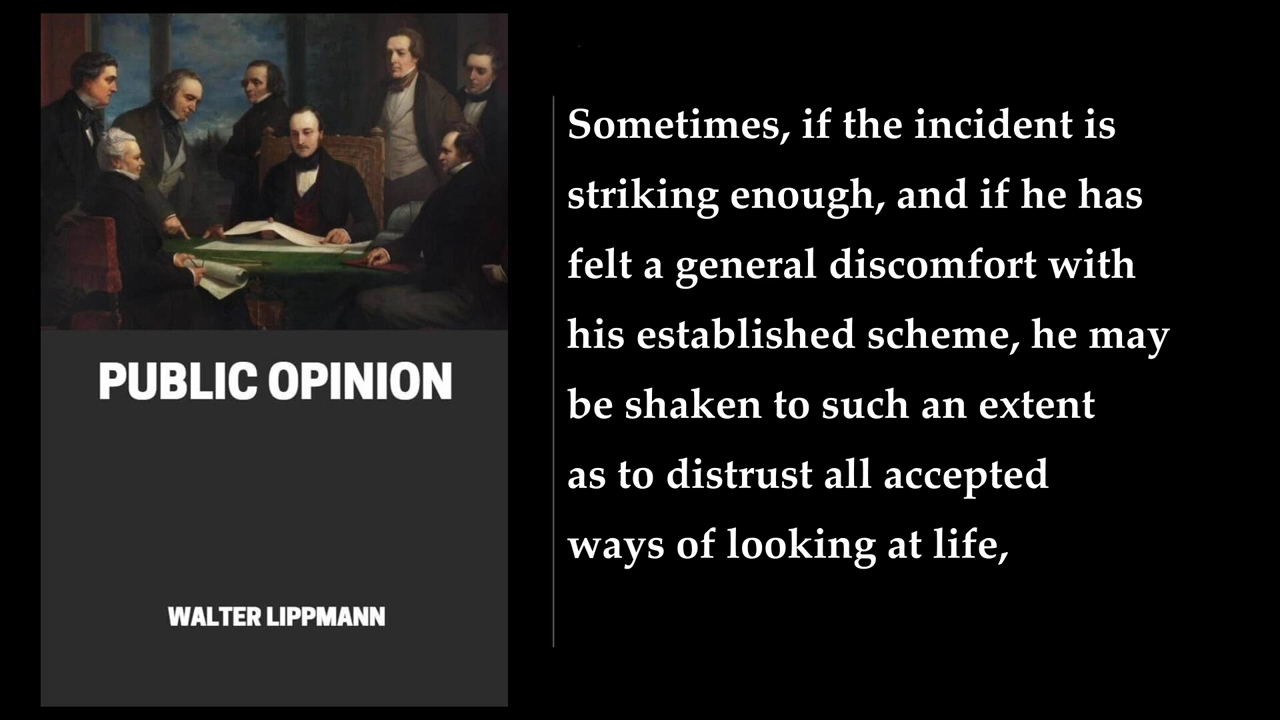 PUBLIC OPINION
WALTER LIPPMANN
Sometimes, if the incident is
striking enough, and if he has
felt a general discomfort with
his established scheme, he may
be shaken to such an extent
as to distrust all accepted
ways of looking at life,